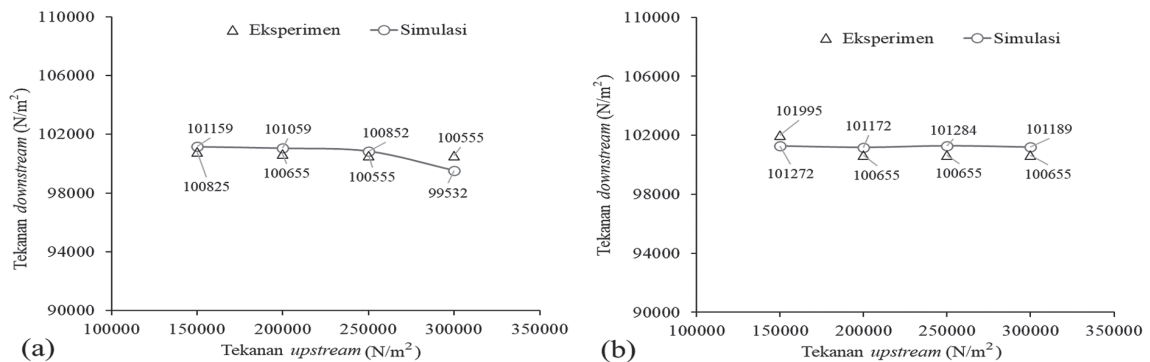 110000
Eksperimen Simulasi
106000
102000
98000
94000
90000
101159 101059 100852 100555
100825 100655 100555 99532
100000 150000 200000 250000 300000 350000
Tekanan downstream (N/m²)
Tekanan upstream (N/m²)
(a)
110000
Eksperimen Simulasi
106000
102000
98000
94000
90000
101995 101172 101284 101189
101272 100655 100655 100655
100000 150000 200000 250000 300000 350000
Tekanan downstream (N/m²)
Tekanan upstream (N/m²)
(b)